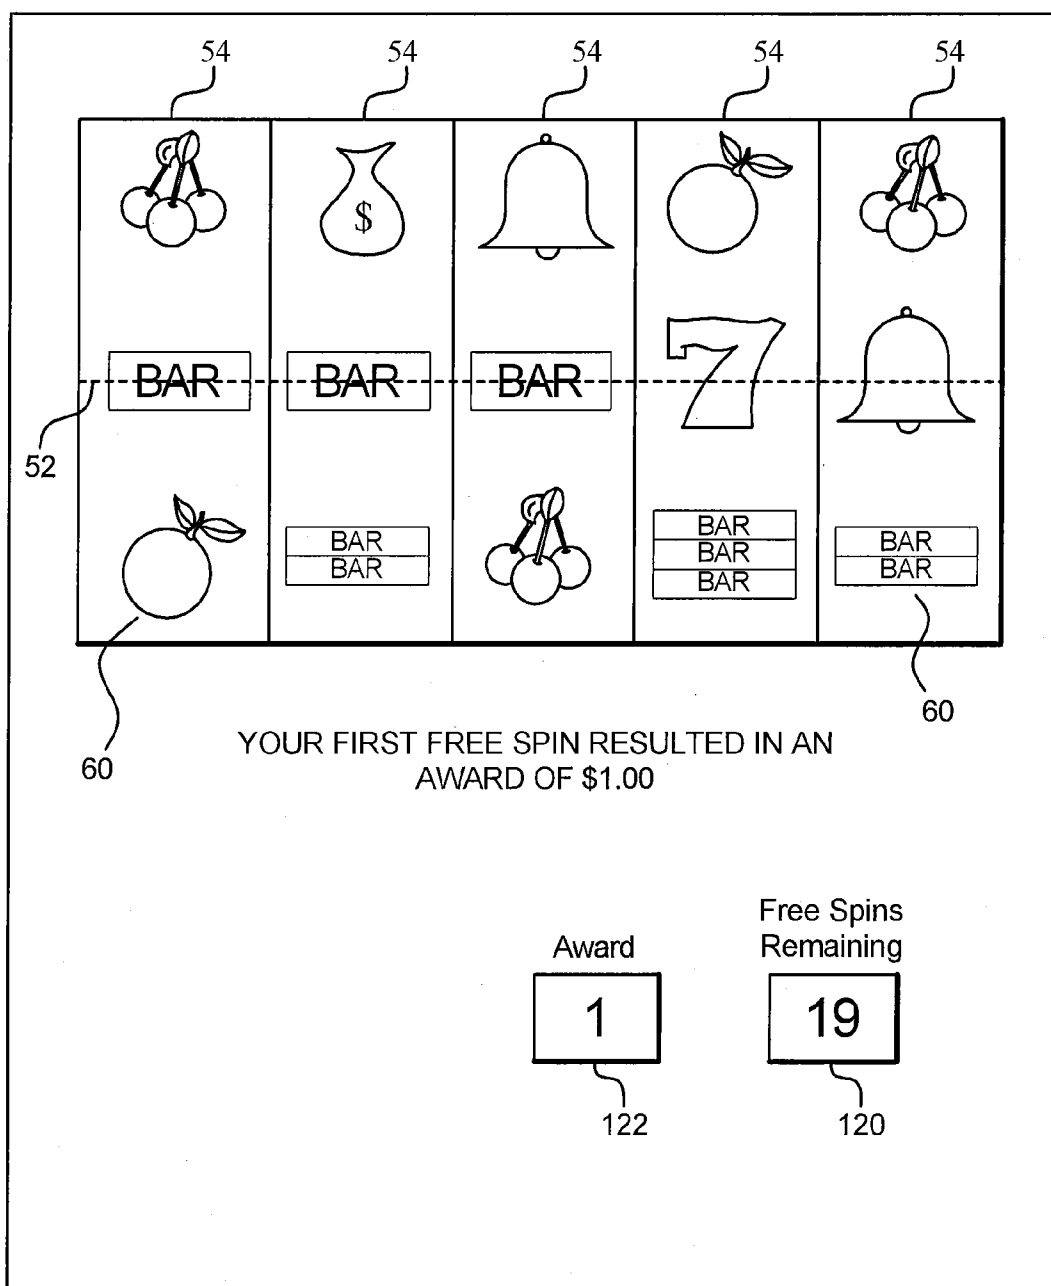 54 54 54 54 54
$
BAR BAR BAR 7
52
BAR BAR BAR
BAR BAR BAR
BAR
60
60
YOUR FIRST FREE SPIN RESULTED IN AN
AWARD OF $1.00
Award
Free Spins
Remaining
1
19
122
120